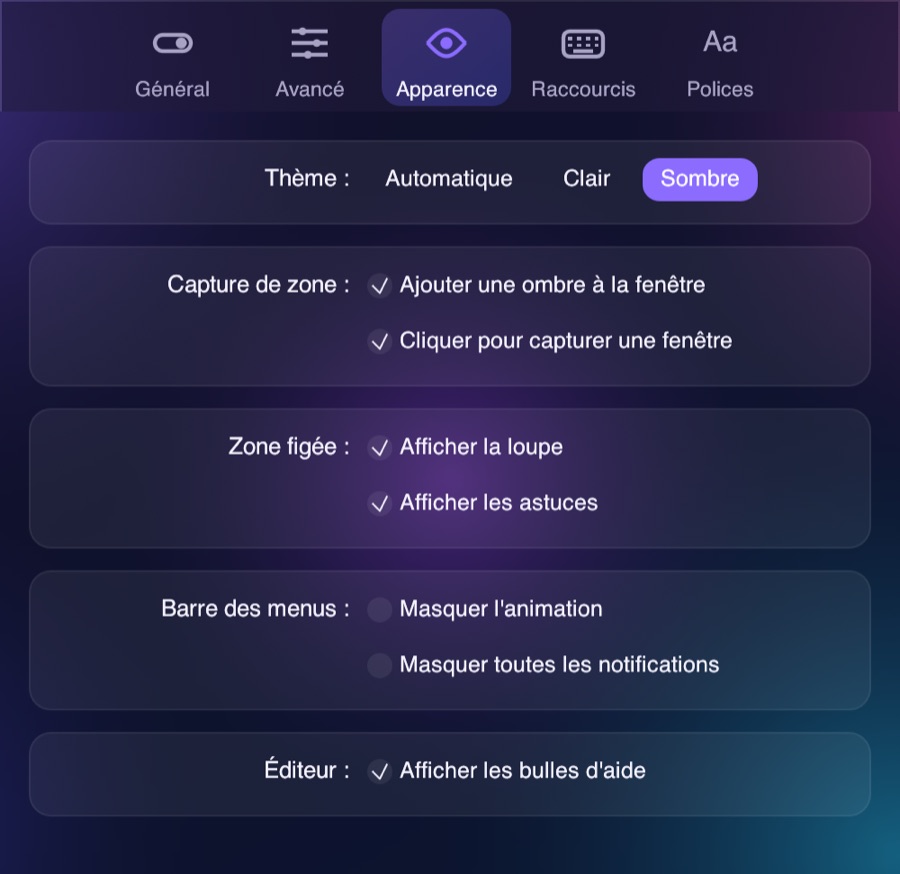 Général
Avancé
Apparence
Raccourcis
Aa
Polices
Thème : Automatique Clair Sombre
Capture de zone : Ajouter une ombre à la fenêtre
Cliquer pour capturer une fenêtre
Zone figée : Afficher la loupe
Afficher les astuces
Barre des menus : Masquer l'animation
Masquer toutes les notifications
Éditeur : Afficher les bulles d'aide